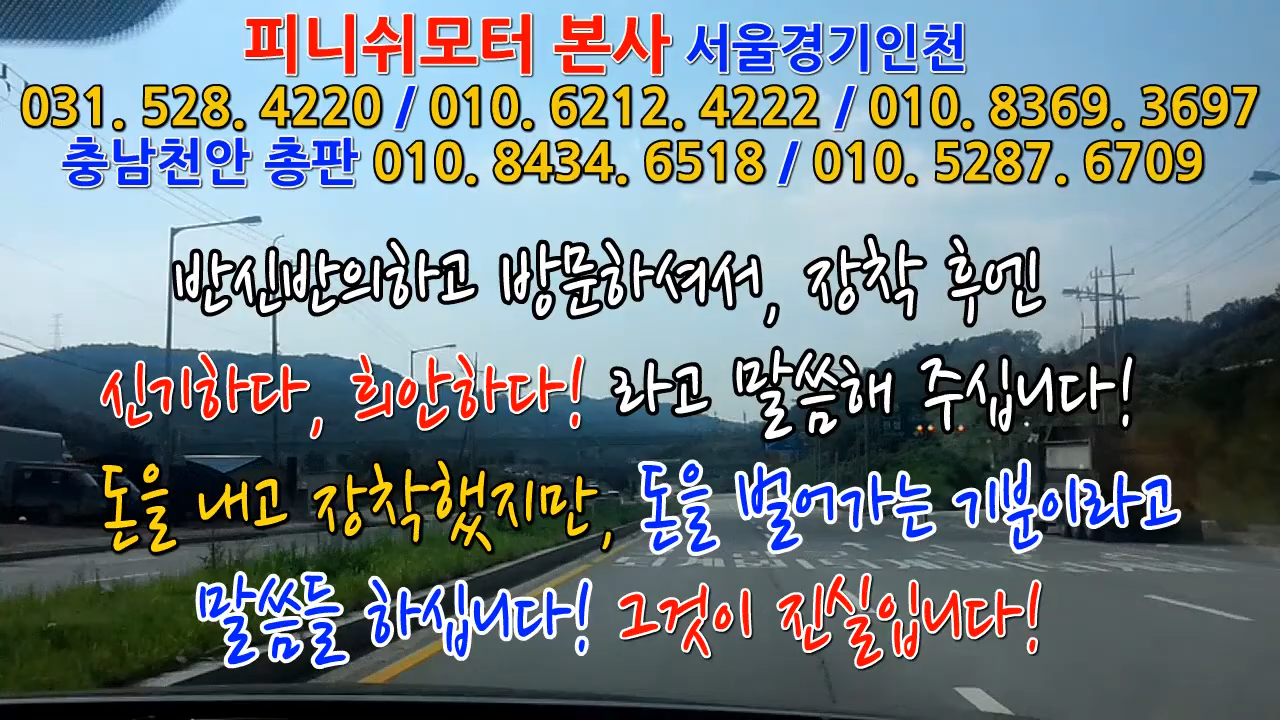 피니쉬모터 본사 서울경기인천
031. 528. 4220 / 010. 6212. 4222 / 010. 8369. 3697
충남천안 총판 010. 8434. 6518 / 010. 5287. 6709
반신반의하고 방문하셔서, 장착 후엔
신기하다, 희안하다! 라고 말씀해 주십니다!
돈을 내고 장착했지만, 돈을 벌어가는 기분이라고
말씀들 하십니다! 그것이 진실입니다!